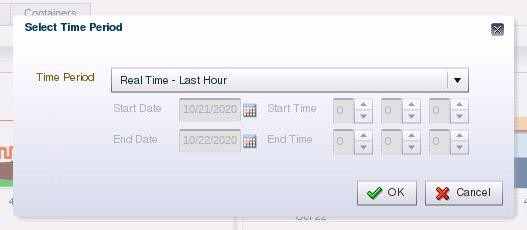 Containers
Select Time Period
Time Period Real Time - Last Hour
Start Date 10/21/2020 Start Time 0 0 0
End Date 10/22/2020 End Time 0 0 0
OK Cancel
Oct 22